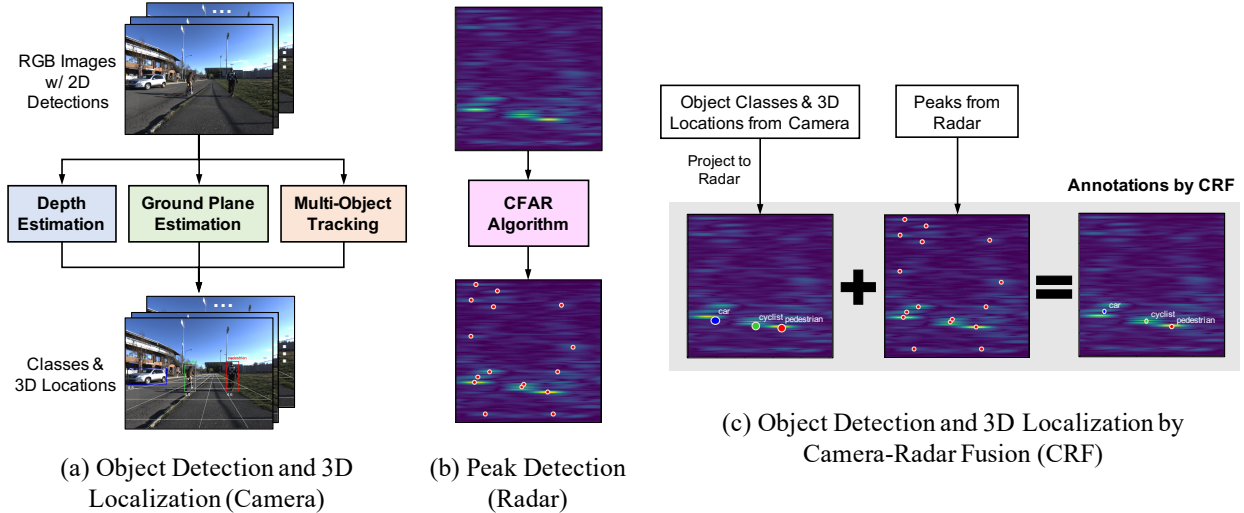 RGB Images
w/ 2D
Detections
Depth
Estimation
Ground Plane
Estimation
Multi-Object
Tracking
Classes &
3D Locations
(a) Object Detection and 3D
Localization (Camera)
CFAR
Algorithm
(b) Peak Detection
(Radar)
Object Classes & 3D
Locations from Camera
Peaks from
Radar
Project to
Radar
Annotations by CRF
car
cyclist
pedestrian
car
cyclist
pedestrian
(c) Object Detection and 3D Localization by
Camera-Radar Fusion (CRF)